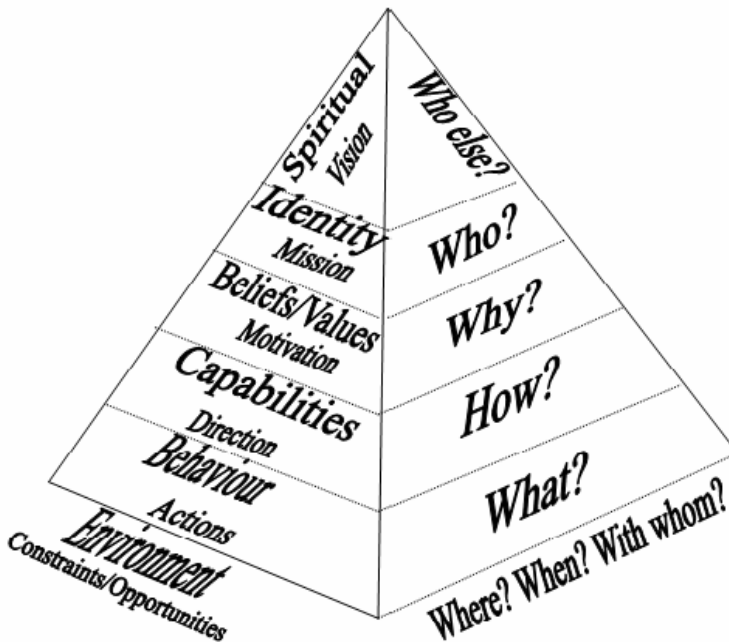 Spiritual
Vision
Who else?
Identity
Mission
Who?
Beliefs/Values
Motivation
Why?
Capabilities
Direction
How?
Behaviour
Actions
What?
Environment
Constraints/Opportunities
Where? When? With whom?